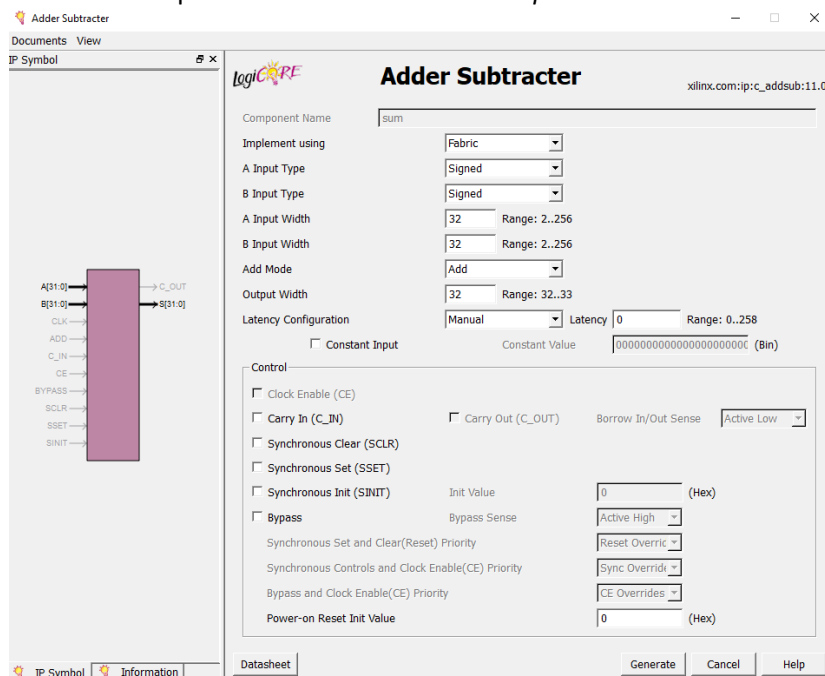 Adder Subtracter
Documents View
IP Symbol
LogiCORE
Adder Subtracter
xilinx.com:ip:c_addsub:11.0
Component Name sum
Implement using Fabric
A Input Type Signed
B Input Type Signed
A Input Width 32 Range: 2..256
B Input Width 32 Range: 2..256
Add Mode Add
Output Width 32 Range: 32..33
Latency Configuration Manual Latency 0 Range: 0..258
Constant Input Constant Value (Bin)
Control
Clock Enable (CE)
Carry In (C_IN) Carry Out (C_OUT) Borrow In/Out Sense Active Low
Synchronous Clear (SCLR)
Synchronous Set (SSET)
Synchronous Init (SINIT) Init Value 0 (Hex)
Bypass Bypass Sense Active High
Synchronous Set and Clear(Reset) Priority Reset Overric
Synchronous Controls and Clock Enable(CE) Priority Sync Override
Bypass and Clock Enable(CE) Priority CE Overrides
Power-on Reset Init Value 0 (Hex)
A[31:0] C_OUT
B[31:0] S[31:0]
CLK
ADD
C_IN
CE
BYPASS
SCLR
SSET
SINIT
IP Symbol Information
Datasheet Generate Cancel Help